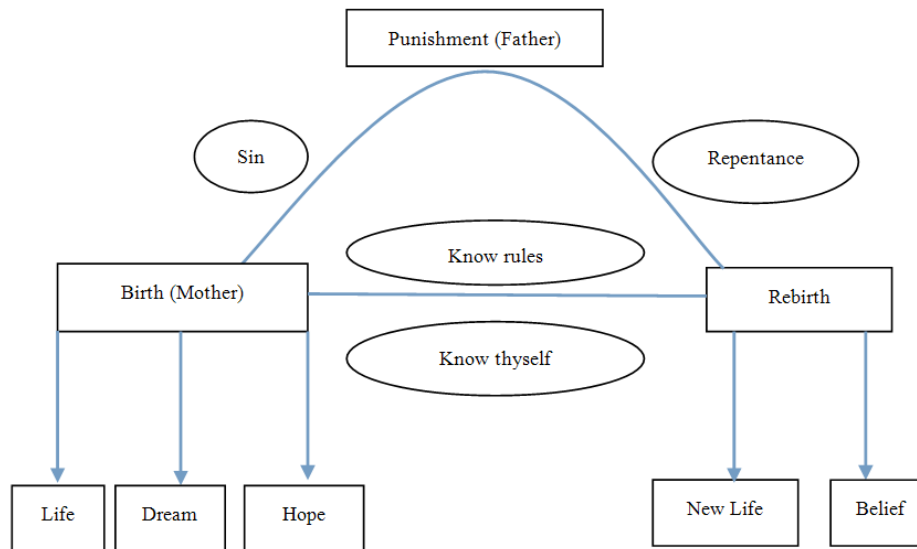 Punishment (Father)
Sin
Repentance
Know rules
Birth (Mother)
Rebirth
Know thyself
Life
Dream
Hope
New Life
Belief